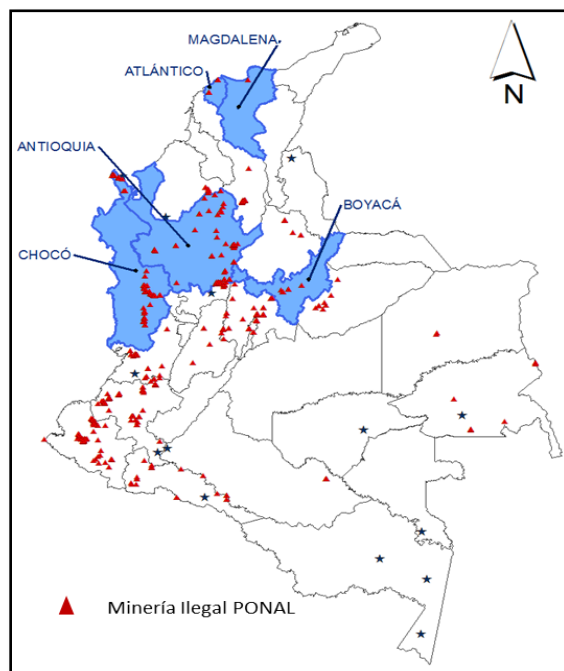 MAGDALENA
ATLÁNTICO
N
ANTIOQUIA
BOYACÁ
CHOCÓ
Minería Ilegal PONAL